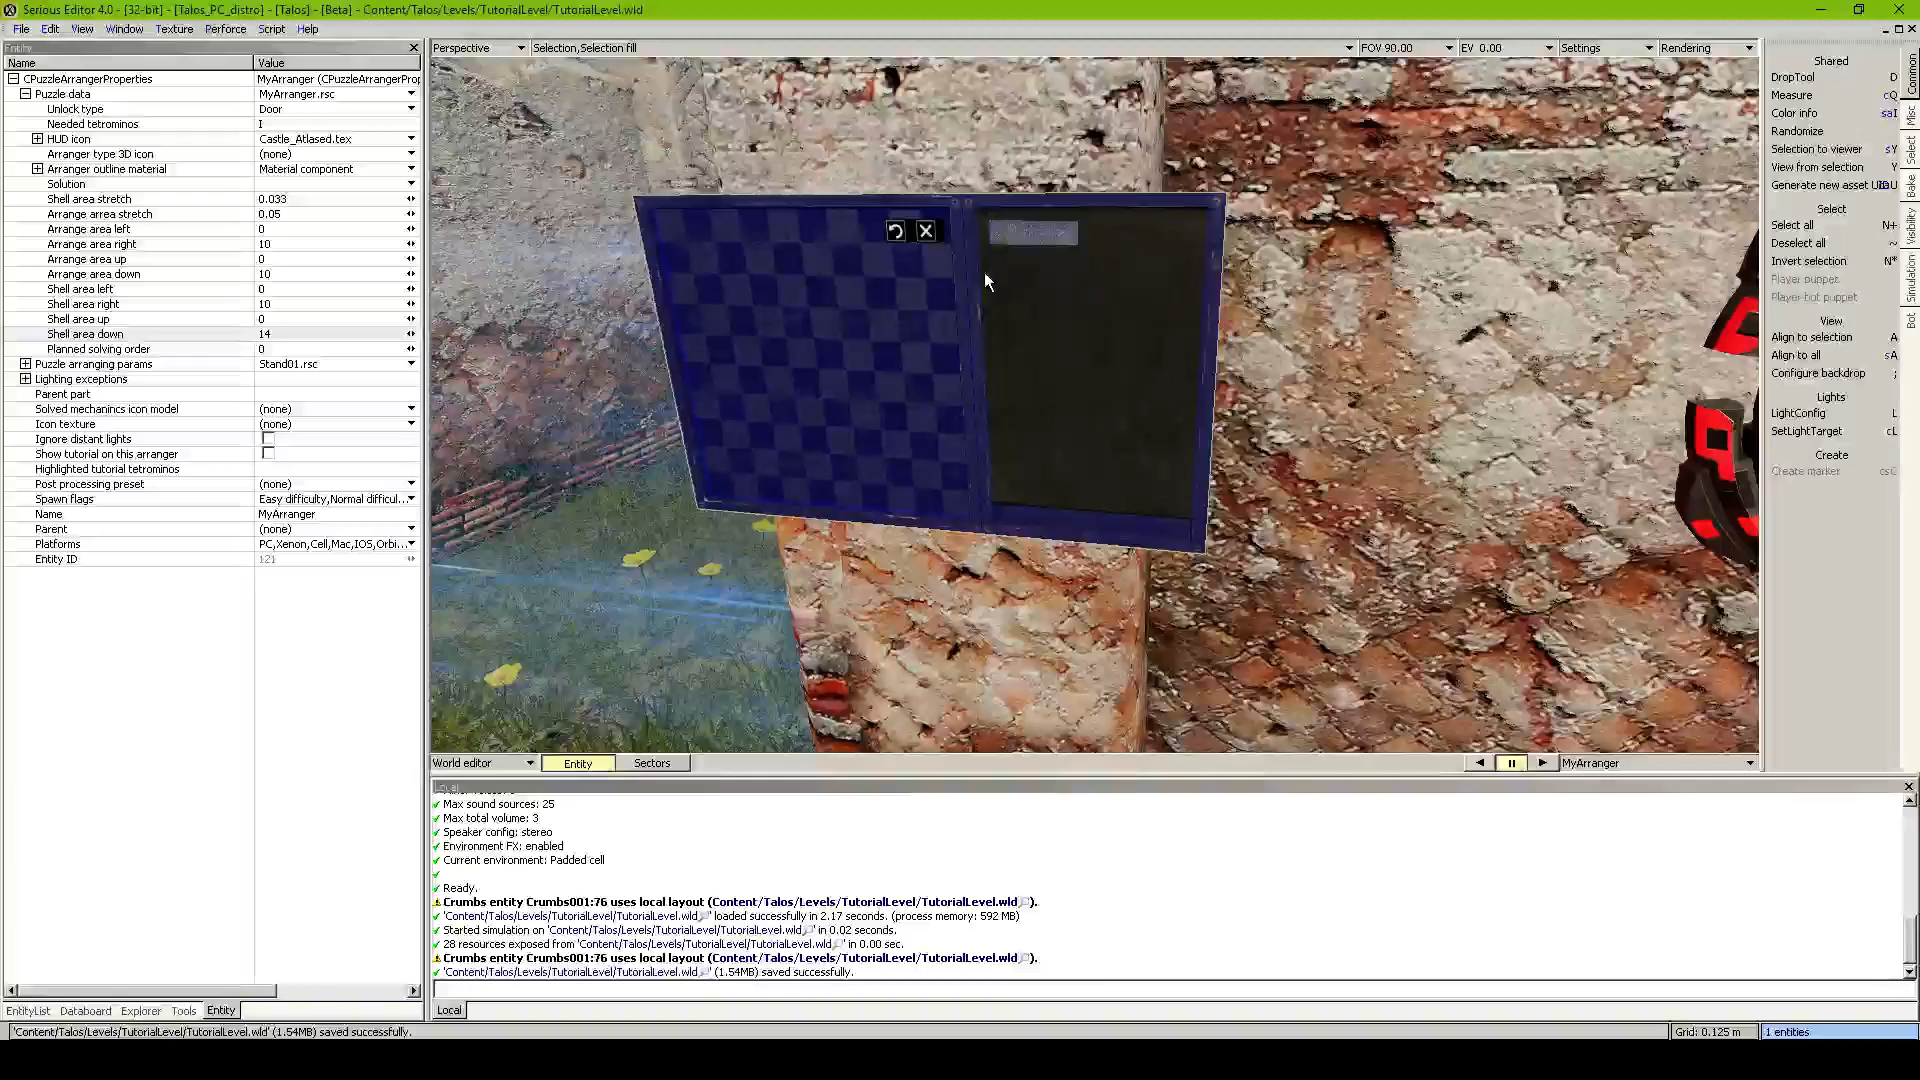 Serious Editor 4.0 - [32-bit] - [Talos_PC_distro] - [Talos] - [Beta] - Content/Talos/Levels/TutorialLevel/TutorialLevel.wld
File Edit View Window Texture Perforce Script Help
Entity
Name Value
CPuzzleArrangerProperties MyArranger (CPuzzleArrangerProp
Puzzle data MyArranger.rsc
Unlock type Door
Needed tetrominos I
HUD icon Castle_Atlased.tex
Arranger type 3D icon (none)
Arranger outline material Material component
Solution
Shell area stretch 0.033
Arrange arrea stretch 0.05
Arrange area left 0
Arrange area right 10
Arrange area up 0
Arrange area down 10
Shell area left 0
Shell area right 10
Shell area up 0
Shell area down 14
Planned solving order 0
Puzzle arranging params Stand01.rsc
Lighting exceptions
Parent part
Solved mechanincs icon model (none)
Icon texture (none)
Ignore distant lights
Show tutorial on this arranger
Highlighted tutorial tetrominos
Post processing preset (none)
Spawn flags Easy difficulty,Normal difficul...
Name MyArranger
Parent (none)
Platforms PC,Xenon,Cell,Mac,IOS,Orbi...
Entity ID 121
EntityList Databoard Explorer Tools Entity
Perspective Selection,Selection fill FOV 90.00 EV 0.00 Settings Rendering
World editor Entity Sectors MyArranger
Local
Max sound sources: 25
Max total volume: 3
Speaker config: stereo
Environment FX: enabled
Current environment: Padded cell
Ready.
Crumbs entity Crumbs001:76 uses local layout (Content/Talos/Levels/TutorialLevel/TutorialLevel.wld).
'Content/Talos/Levels/TutorialLevel/TutorialLevel.wld' loaded successfully in 2.17 seconds. (process memory: 592 MB)
Started simulation on 'Content/Talos/Levels/TutorialLevel/TutorialLevel.wld' in 0.02 seconds.
28 resources exposed from 'Content/Talos/Levels/TutorialLevel/TutorialLevel.wld' in 0.00 sec.
Crumbs entity Crumbs001:76 uses local layout (Content/Talos/Levels/TutorialLevel/TutorialLevel.wld).
'Content/Talos/Levels/TutorialLevel/TutorialLevel.wld' (1.54MB) saved successfully.
Local
Shared
DropTool D
Measure cQ
Color info saI
Randomize
Selection to viewer sY
View from selection Y
Generate new asset
Select
Select all N+
Deselect all ~
Invert selection N*
Player puppet
Player bot puppet
View
Align to selection A
Align to all sA
Configure backdrop ;
Lights
LightConfig L
SetLightTarget cL
Create
Create marker csC
Common
Misc
Select
Bake
Visibility
Simulation
Bot
'Content/Talos/Levels/TutorialLevel/TutorialLevel.wld' (1.54MB) saved successfully.
Grid: 0.125 m
1 entities